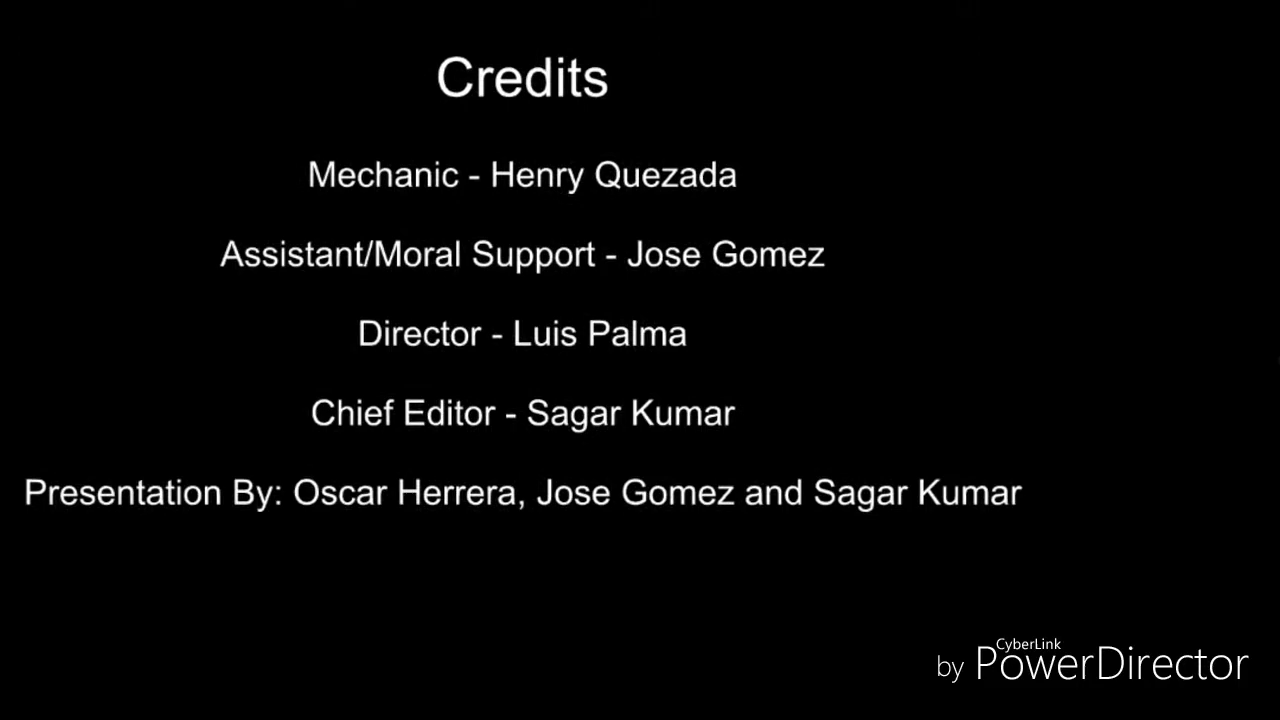 Credits
Mechanic - Henry Quezada
Assistant/Moral Support - Jose Gomez
Director - Luis Palma
Chief Editor - Sagar Kumar
Presentation By: Oscar Herrera, Jose Gomez and Sagar Kumar
CyberLink
by PowerDirector